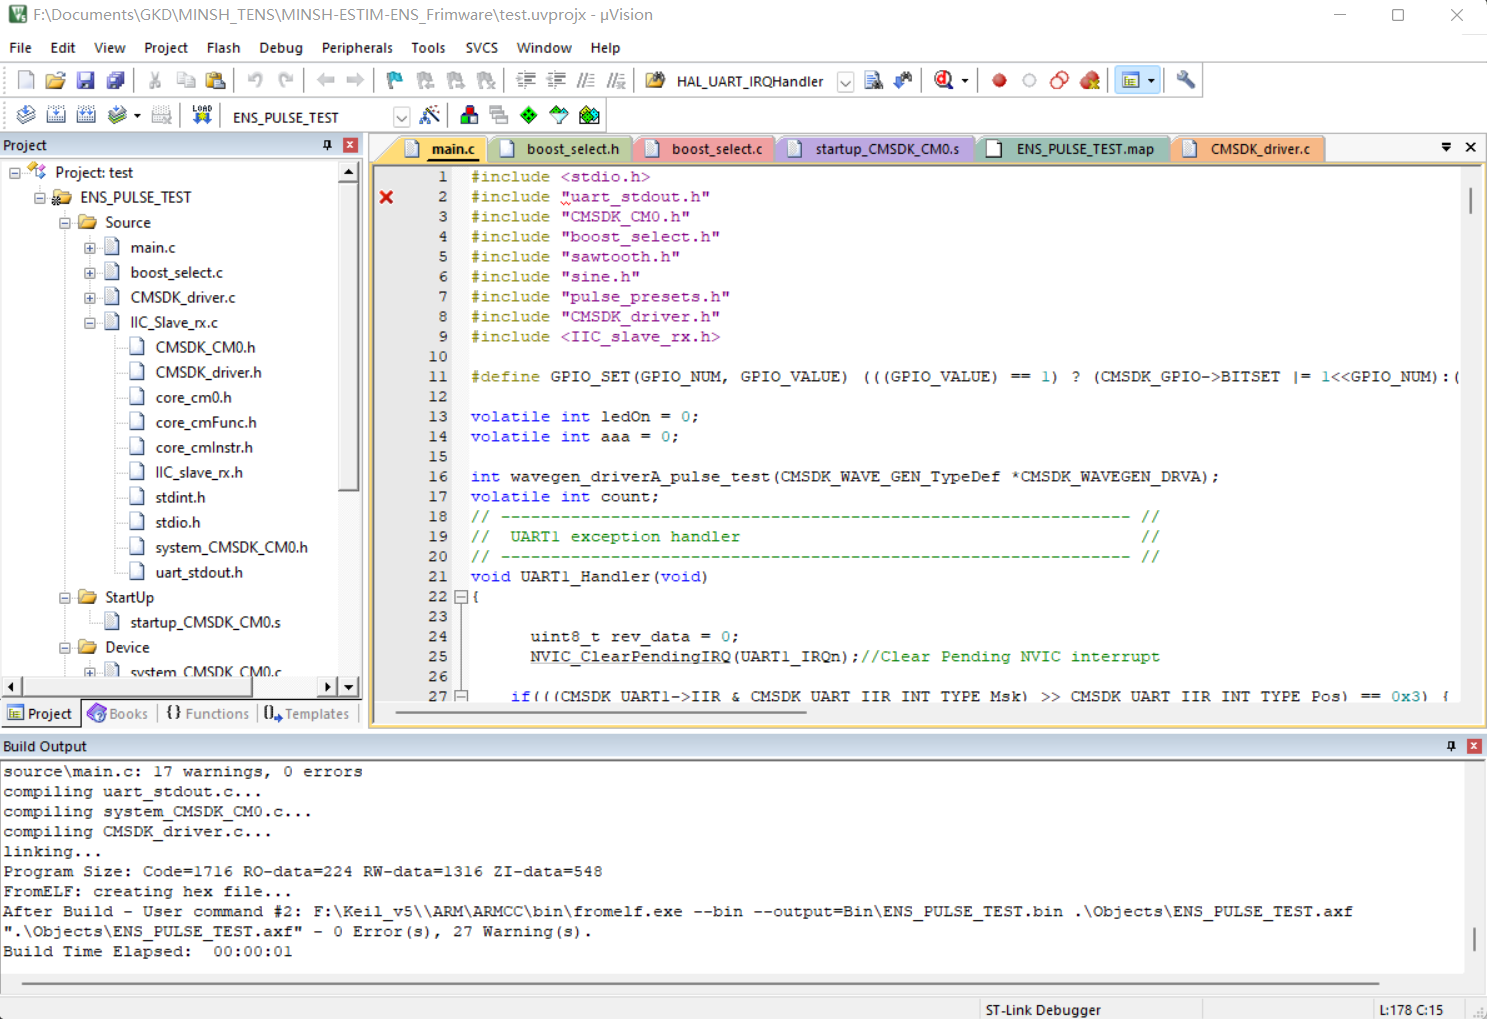 F:\Documents\GKD\MINSH_TENS\MINSH-ESTIM-ENS_Frimware\test.uvprojx - µVision
File Edit View Project Flash Debug Peripherals Tools SVCS Window Help
HAL_UART_IRQHandler
LOAD ENS_PULSE_TEST
Project
main.c boost_select.h boost_select.c startup_CMSDK_CM0.s ENS_PULSE_TEST.map CMSDK_driver.c
Project: test
ENS_PULSE_TEST
Source
main.c
boost_select.c
CMSDK_driver.c
IIC_Slave_rx.c
CMSDK_CM0.h
CMSDK_driver.h
core_cm0.h
core_cmFunc.h
core_cmInstr.h
IIC_slave_rx.h
stdint.h
stdio.h
system_CMSDK_CM0.h
uart_stdout.h
StartUp
startup_CMSDK_CM0.s
Device
system_CMSDK_CM0.c
Project Books {} Functions Templates
1 #include <stdio.h>
2 #include "uart_stdout.h"
3 #include "CMSDK_CM0.h"
4 #include "boost_select.h"
5 #include "sawtooth.h"
6 #include "sine.h"
7 #include "pulse_presets.h"
8 #include "CMSDK_driver.h"
9 #include <IIC_slave_rx.h>
10
11 #define GPIO_SET(GPIO_NUM, GPIO_VALUE) (((GPIO_VALUE) == 1) ? (CMSDK_GPIO->BITSET |= 1<<GPIO_NUM):(
12
13 volatile int ledOn = 0;
14 volatile int aaa = 0;
15
16 int wavegen_driverA_pulse_test(CMSDK_WAVE_GEN_TypeDef *CMSDK_WAVEGEN_DRVA);
17 volatile int count;
18 // --------------------------------------------------------------- //
19 // UART1 exception handler //
20 // --------------------------------------------------------------- //
21 void UART1_Handler(void)
22 {
23
24 uint8_t rev_data = 0;
25 NVIC_ClearPendingIRQ(UART1_IRQn);//Clear Pending NVIC interrupt
26
27 if(((CMSDK_UART1->IIR & CMSDK_UART_IIR_INT_TYPE_Msk) >> CMSDK_UART_IIR_INT_TYPE_Pos) == 0x3) {
Build Output
source\main.c: 17 warnings, 0 errors
compiling uart_stdout.c...
compiling system_CMSDK_CM0.c...
compiling CMSDK_driver.c...
linking...
Program Size: Code=1716 RO-data=224 RW-data=1316 ZI-data=548
FromELF: creating hex file...
After Build - User command #2: F:\Keil_v5\\ARM\ARMCC\bin\fromelf.exe --bin --output=Bin\ENS_PULSE_TEST.bin .\Objects\ENS_PULSE_TEST.axf
".\Objects\ENS_PULSE_TEST.axf" - 0 Error(s), 27 Warning(s).
Build Time Elapsed: 00:00:01
ST-Link Debugger L:178 C:15